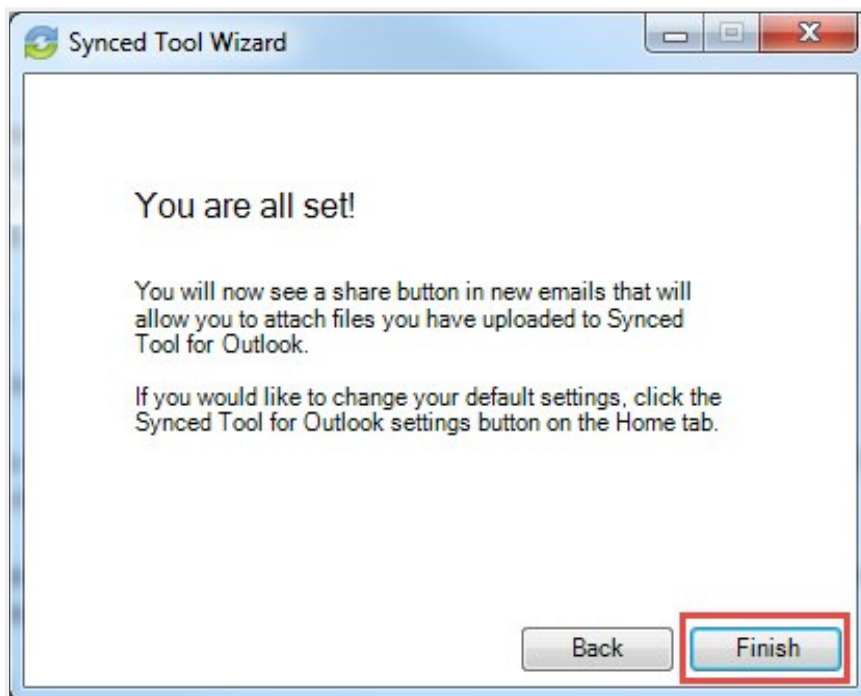 Synced Tool Wizard
You are all set!
You will now see a share button in new emails that will
allow you to attach files you have uploaded to Synced
Tool for Outlook.
If you would like to change your default settings, click the
Synced Tool for Outlook settings button on the Home tab.
Back Finish